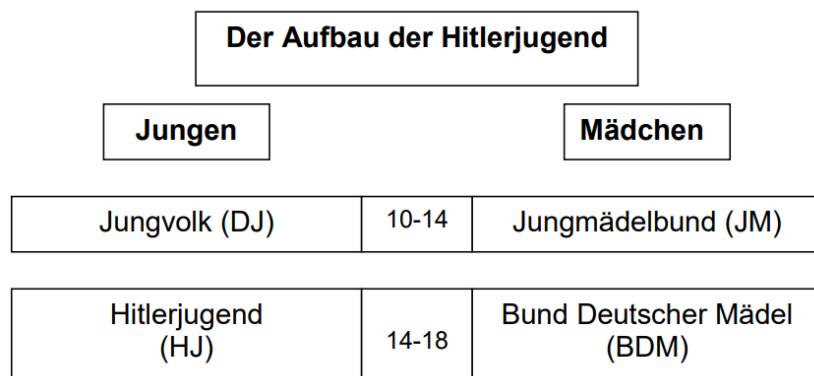 Der Aufbau der Hitlerjugend
Jungen
Mädchen
Jungvolk (DJ)
10-14
Jungmädelbund (JM)
Hitlerjugend
(HJ)
14-18
Bund Deutscher Mädel
(BDM)